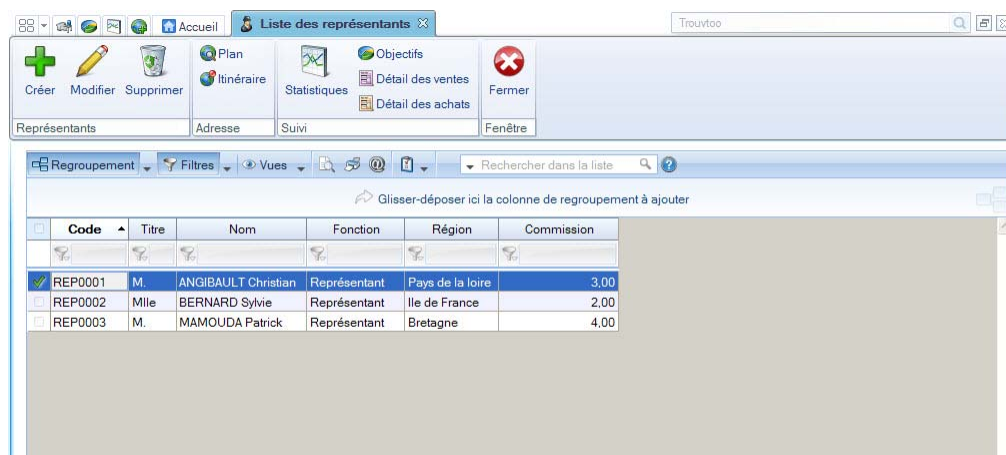 Accueil
Liste des représentants
Trouvtoo
Créer
Modifier
Supprimer
Représentants
Plan
Itinéraire
Adresse
Statistiques
Objectifs
Détail des ventes
Détail des achats
Suivi
Fermer
Fenêtre
Regroupement Filtres Vues Rechercher dans la liste
Glisser-déposer ici la colonne de regroupement à ajouter
Code Titre Nom Fonction Région Commission
REP0001 M. ANGIBAULT Christian Représentant Pays de la loire 3,00
REP0002 Mlle BERNARD Sylvie Représentant Ile de France 2,00
REP0003 M. MAMOUDA Patrick Représentant Bretagne 4,00